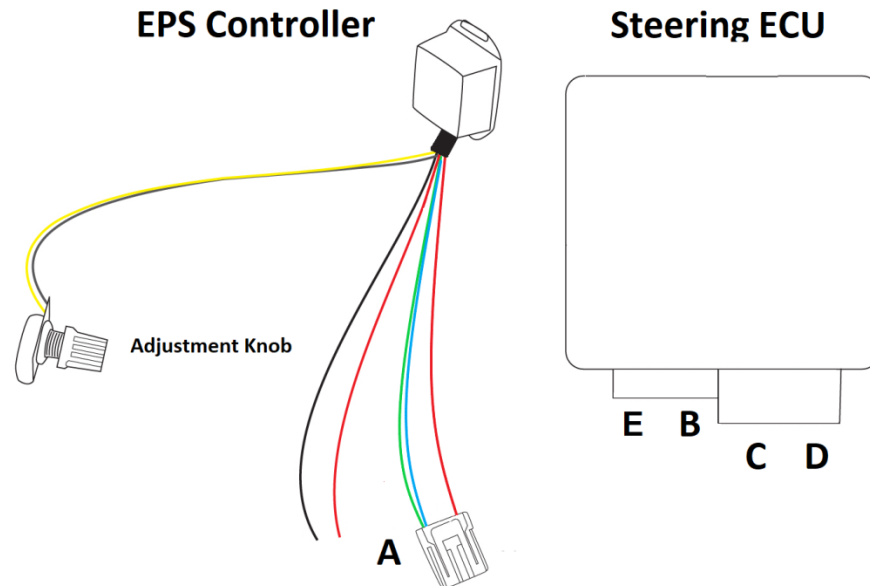 EPS Controller
Steering ECU
Adjustment Knob
E B
C D
A